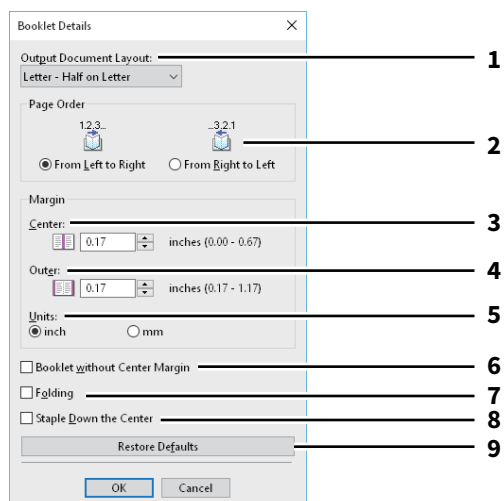 Booklet Details
Output Document Layout:
1
Letter - Half on Letter
Page Order
1.2.3...
...3.2.1
2
From Left to Right
From Right to Left
Margin
Center:
3
0.17
inches {0.00 - 0.67}
Outer:
4
0.17
inches {0.17 - 1.17}
Units:
5
inch
mm
Booklet without Center Margin
6
Folding
7
Staple Down the Center
8
Restore Defaults
9
OK
Cancel